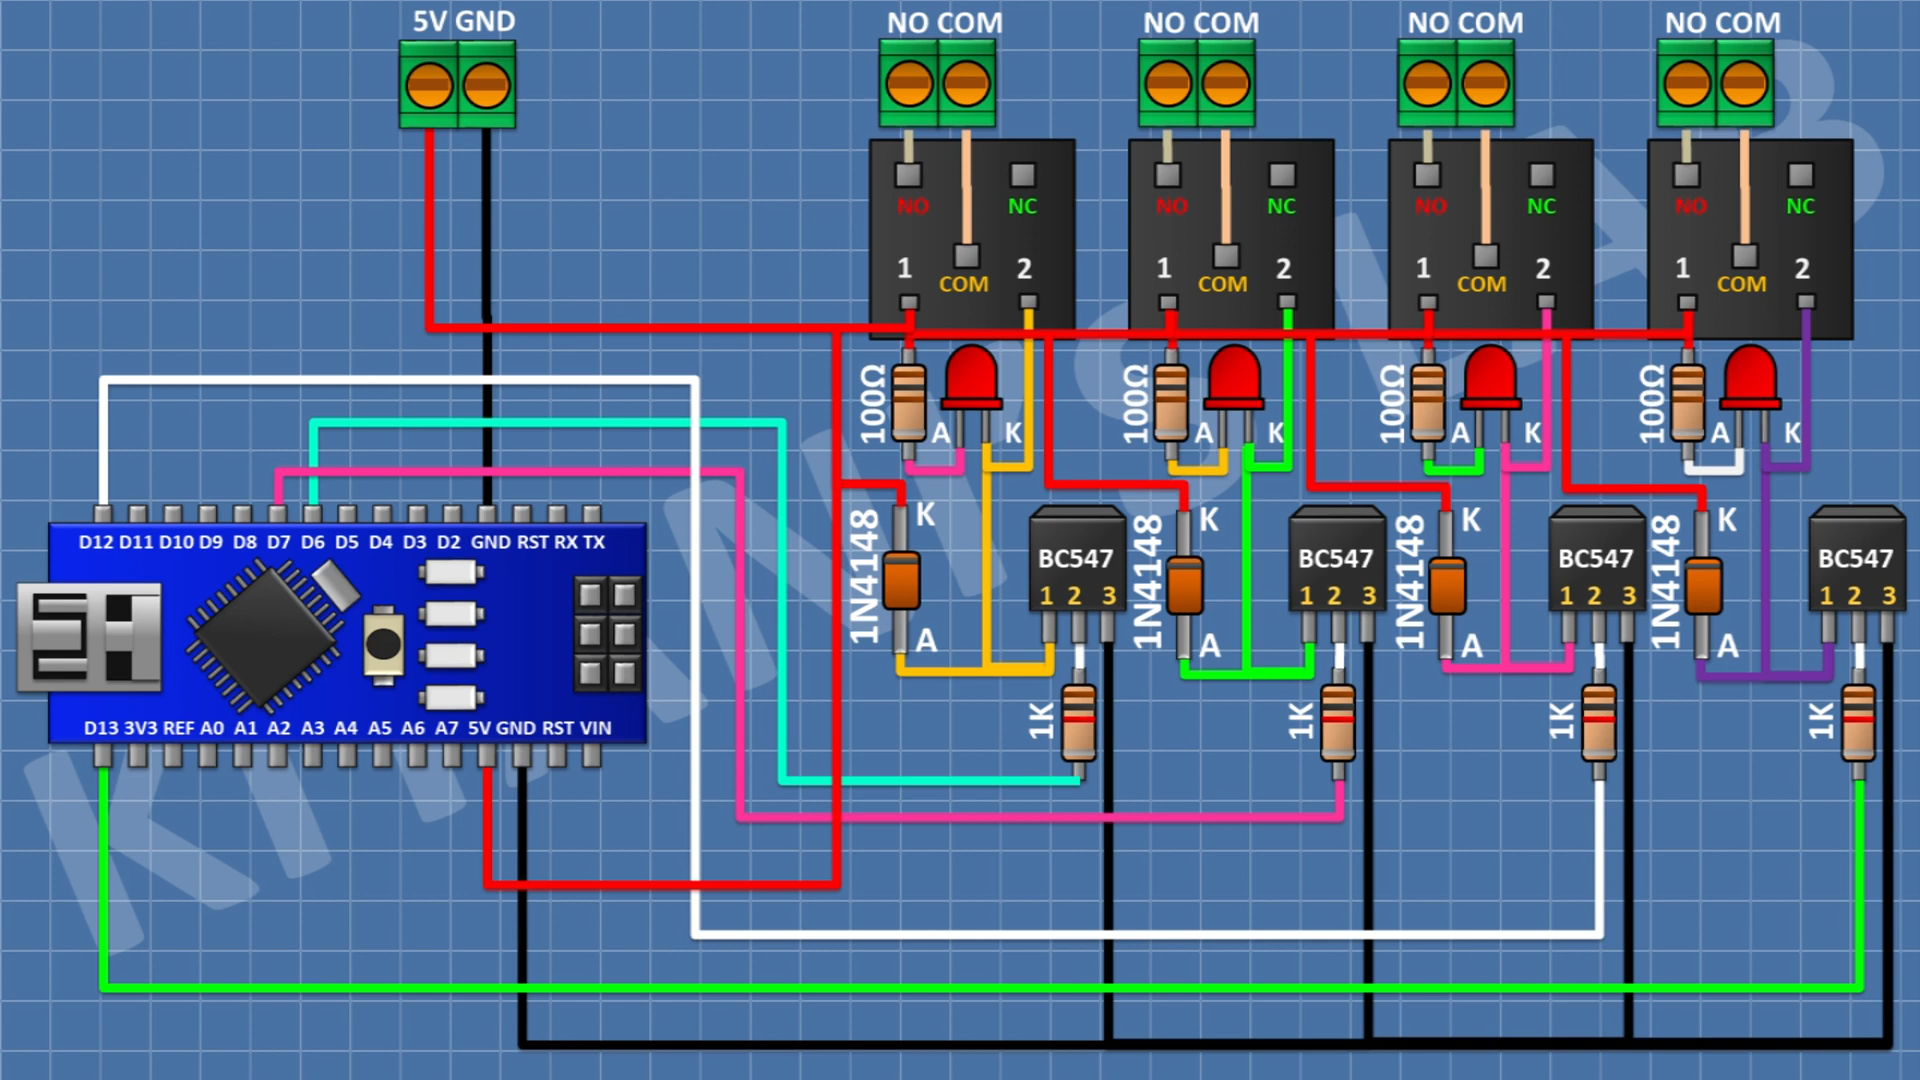 5V GND
NO COM
NO COM
NO COM
NO COM
NO NC
NO NC
NO NC
NO NC
1 COM 2
1 COM 2
1 COM 2
1 COM 2
100Ω A K
100Ω A K
100Ω A K
100Ω A K
D12 D11 D10 D9 D8 D7 D6 D5 D4 D3 D2 GND RST RX TX
1N4148 K A
BC547
1 2 3
1N4148 K A
BC547
1 2 3
1N4148 K A
BC547
1 2 3
1N4148 K A
BC547
1 2 3
D13 3V3 REF A0 A1 A2 A3 A4 A5 A6 A7 5V GND RST VIN
1K
1K
1K
1K